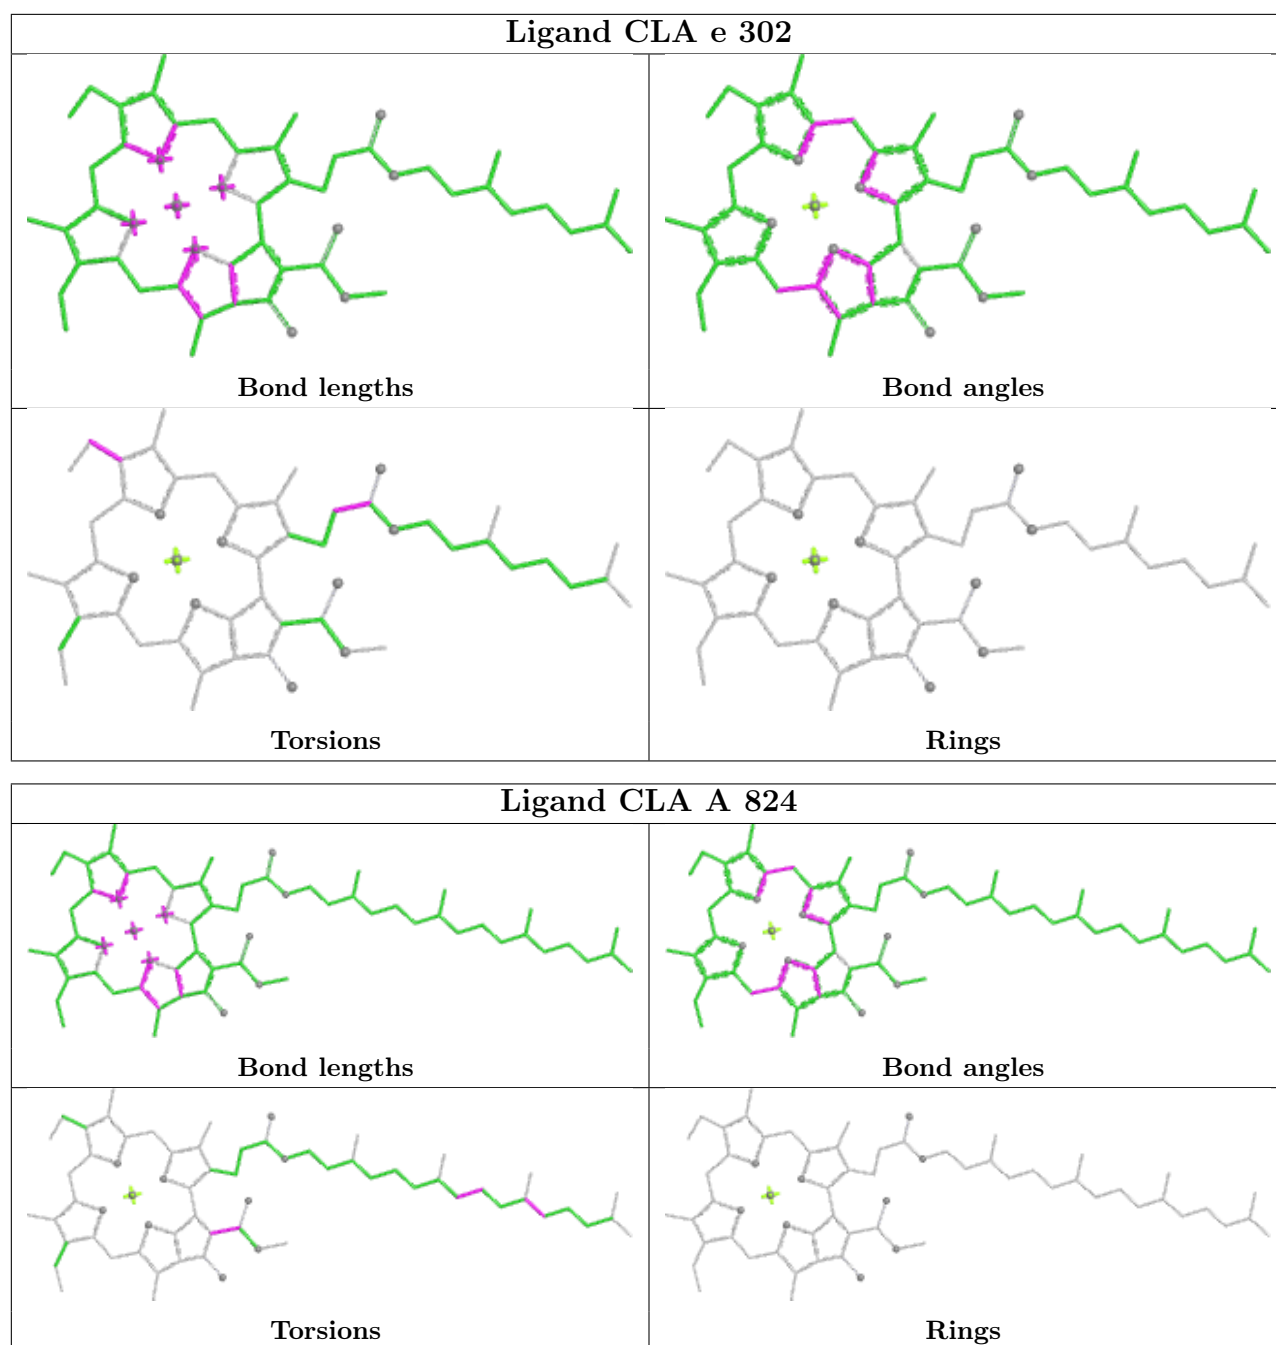 Ligand CLA e 302
Bond lengths
Bond angles
Torsions
Rings
Ligand CLA A 824
Bond lengths
Bond angles
Torsions
Rings